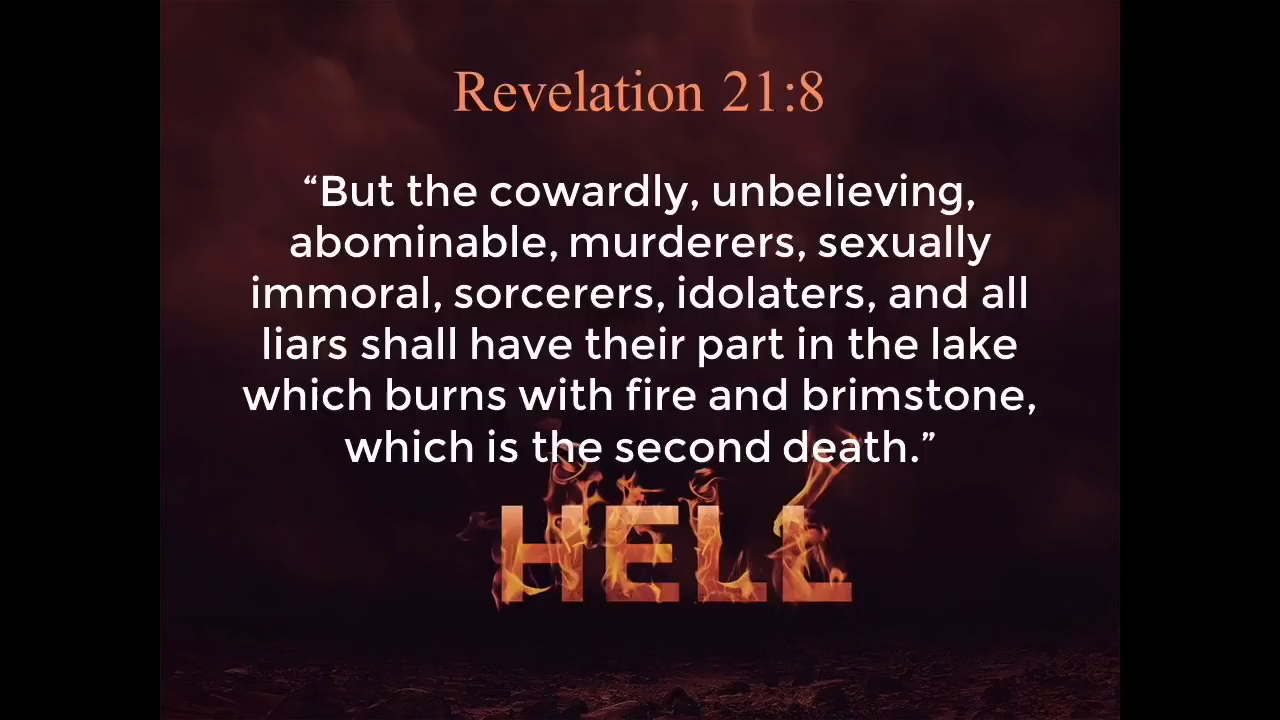 Revelation 21:8
“But the cowardly, unbelieving,
abominable, murderers, sexually
immoral, sorcerers, idolaters, and all
liars shall have their part in the lake
which burns with fire and brimstone,
which is the second death.”
HELL